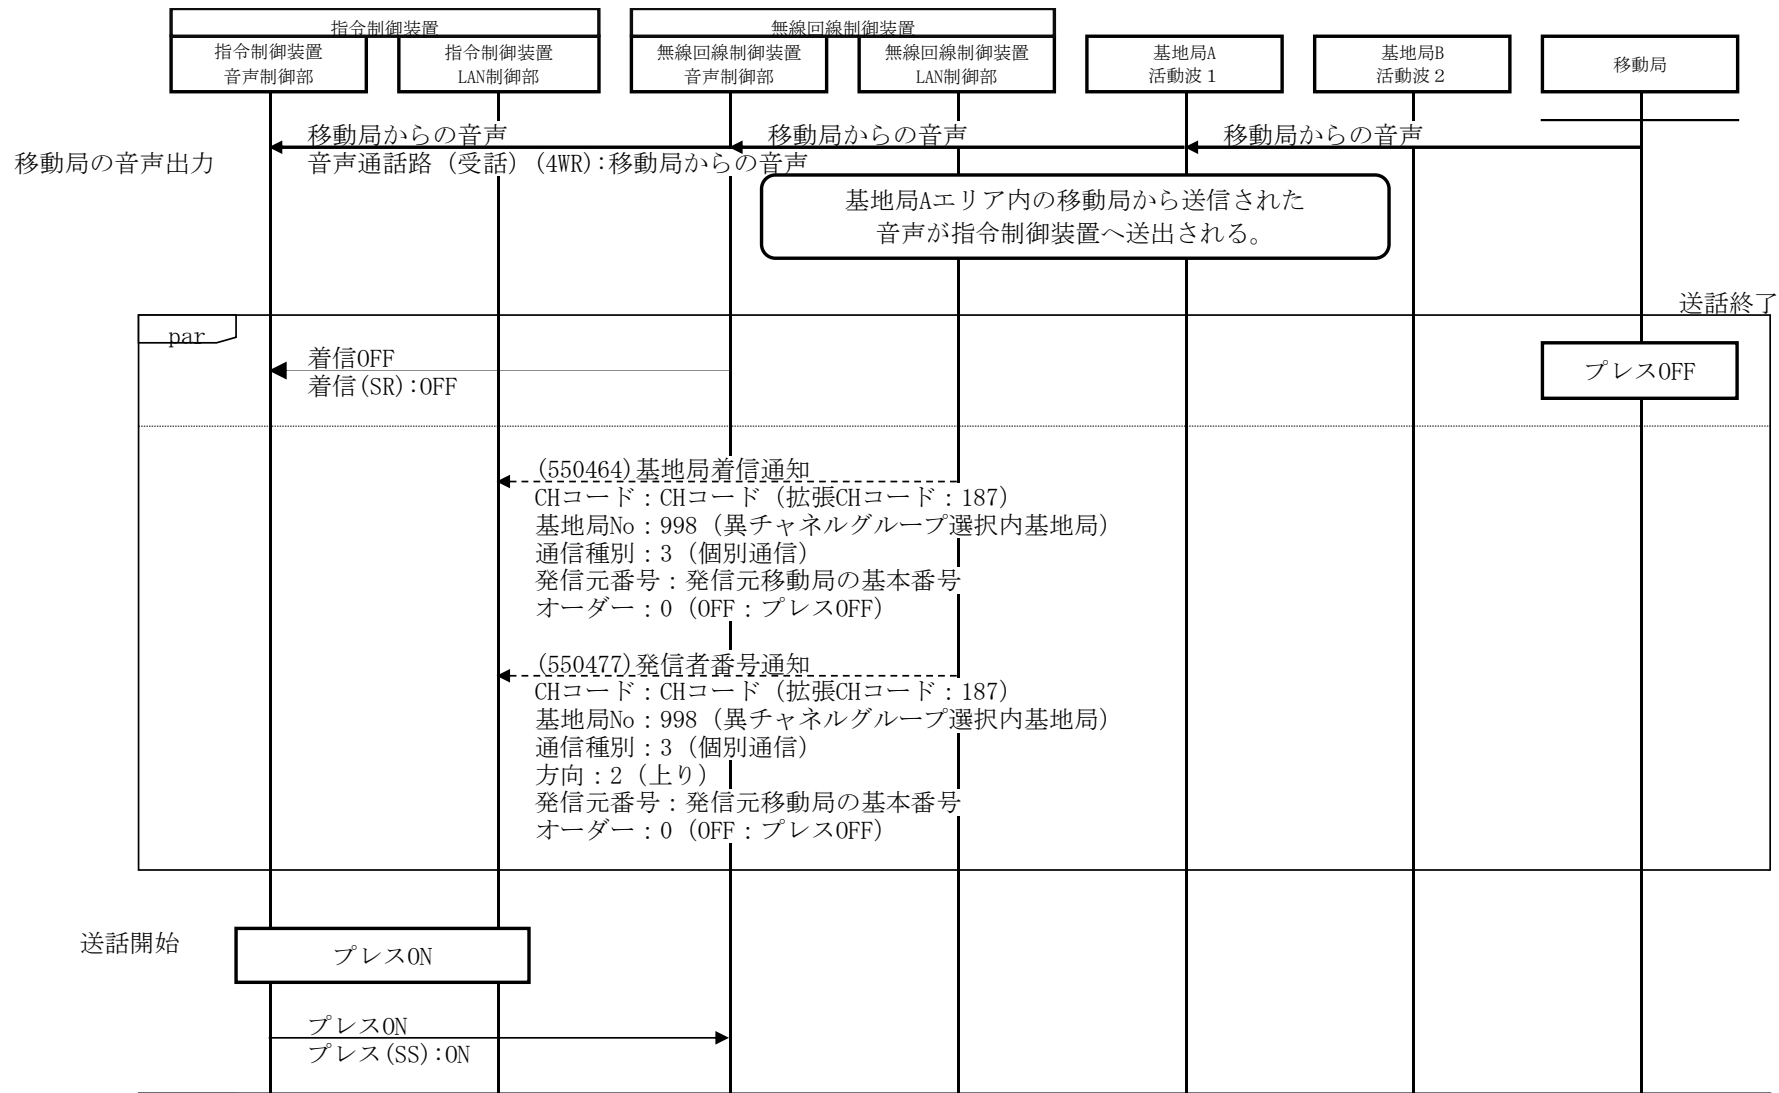 指令制御装置
無線回線制御装置
指令制御装置
音声制御部
指令制御装置
LAN制御部
無線回線制御装置
音声制御部
無線回線制御装置
LAN制御部
基地局A
活動波1
基地局B
活動波2
移動局
移動局からの音声
移動局からの音声
移動局からの音声
移動局の音声出力
音声通話路（受話）(4WR):移動局からの音声
基地局Aエリア内の移動局から送信された
音声が指令制御装置へ送出される。
送話終了
par
着信OFF
着信(SR):OFF
プレスOFF
(550464)基地局着信通知
CHコード：CHコード（拡張CHコード：187）
基地局No：998（異チャネルグループ選択内基地局）
通信種別：3（個別通信）
発信元番号：発信元移動局の基本番号
オーダー：0（OFF：プレスOFF）
(550477)発信者番号通知
CHコード：CHコード（拡張CHコード：187）
基地局No：998（異チャネルグループ選択内基地局）
通信種別：3（個別通信）
方向：2（上り）
発信元番号：発信元移動局の基本番号
オーダー：0（OFF：プレスOFF）
送話開始
プレスON
プレスON
プレス(SS):ON